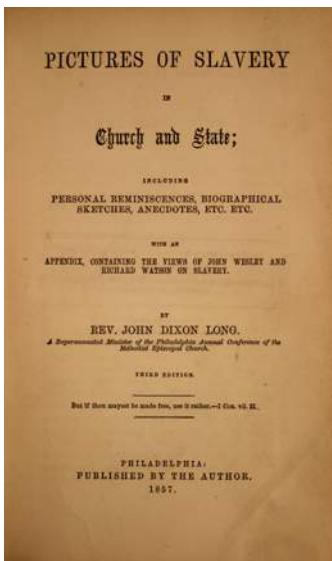 PICTURES OF SLAVERY
IN
Church and State;
INCLUDING
PERSONAL REMINISCENCES, BIOGRAPHICAL
SKETCHES, ANECDOTES, ETC. ETC.
WITH AN
APPENDIX, CONTAINING THE VIEWS OF JOHN WESLEY AND
RICHARD WATSON ON SLAVERY.
BY
REV. JOHN DIXON LONG.
A Superannuated Minister of the Philadelphia Annual Conference of the
Methodist Episcopal Church.
THIRD EDITION.
But if thou mayest be made free, use it rather.—I Cor. vii. 21.
PHILADELPHIA:
PUBLISHED BY THE AUTHOR.
1857.